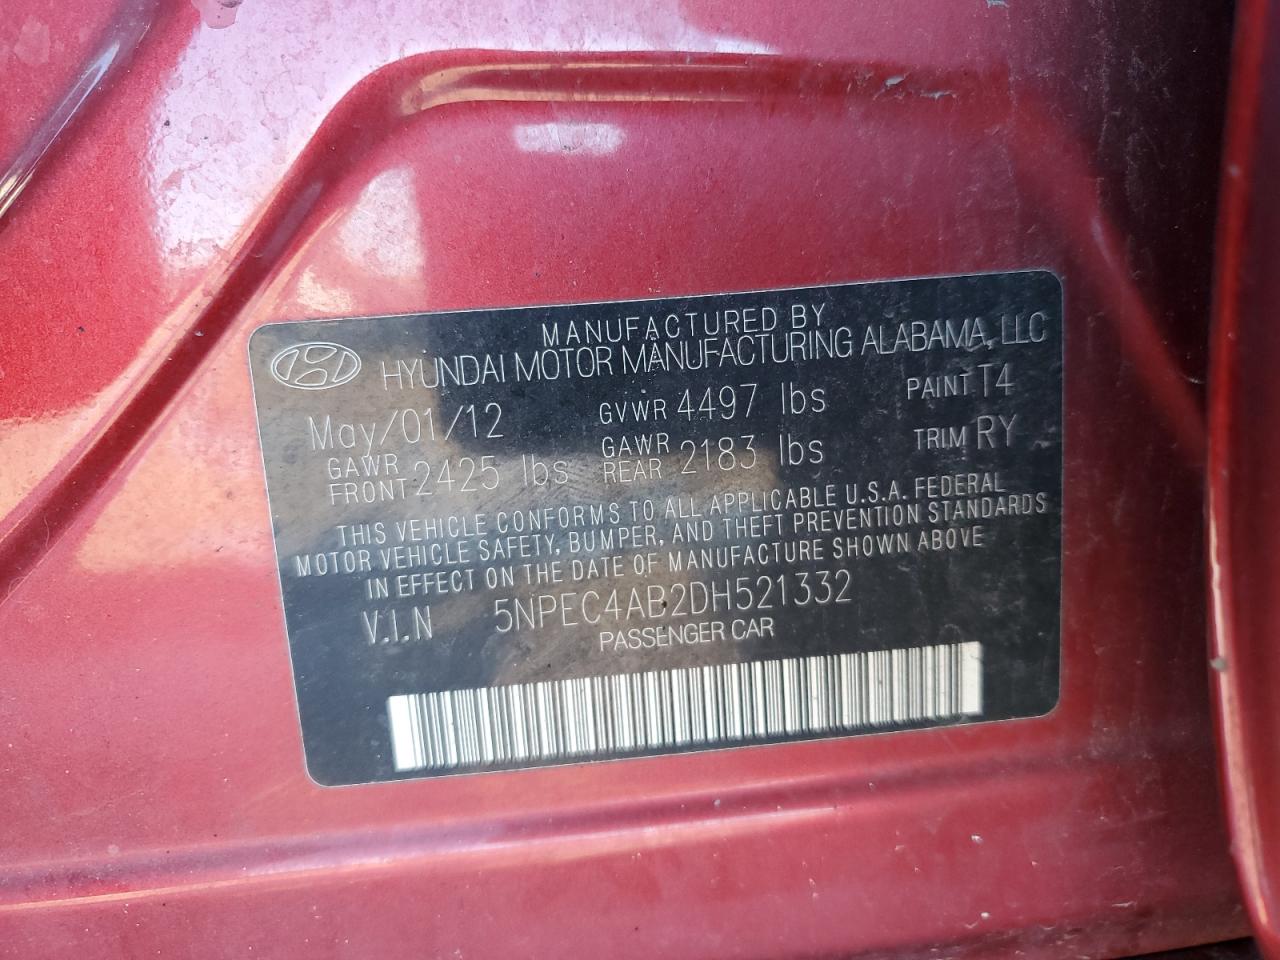 MANUFACTURED BY
HYUNDAI MOTOR MANUFACTURING ALABAMA, LLC
May/01/12 GVWR 4497 lbs PAINT T4
GAWR FRONT 2425 lbs GAWR REAR 2183 lbs TRIM RY
THIS VEHICLE CONFORMS TO ALL APPLICABLE U.S.A. FEDERAL
MOTOR VEHICLE SAFETY, BUMPER, AND THEFT PREVENTION STANDARDS
IN EFFECT ON THE DATE OF MANUFACTURE SHOWN ABOVE
V.I.N 5NPEC4AB2DH521332
PASSENGER CAR